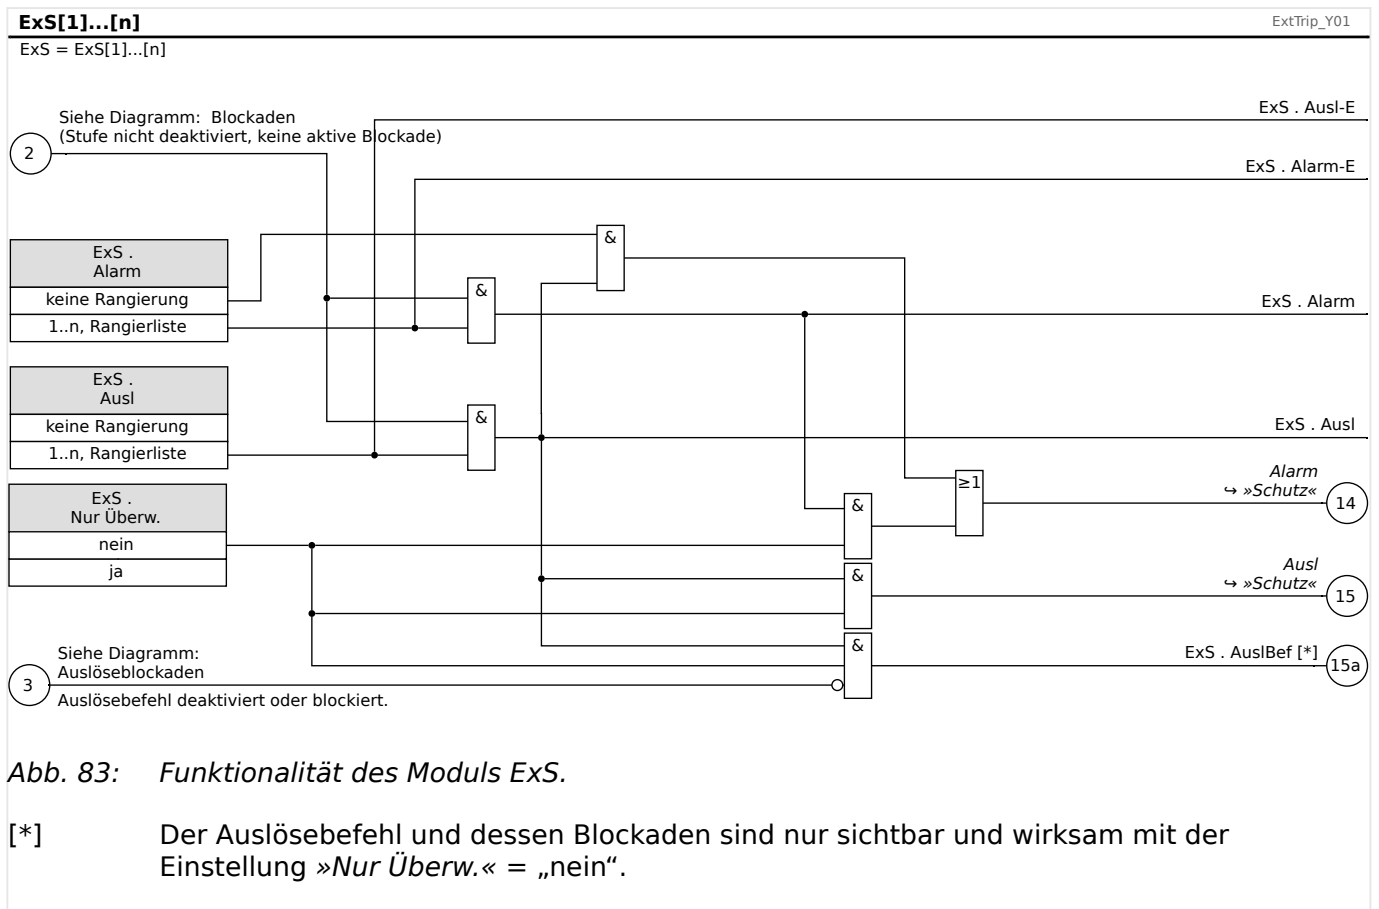 ExS[1]...[n]
ExtTrip_Y01
ExS = ExS[1]...[n]
Siehe Diagramm:  Blockaden
(Stufe nicht deaktiviert, keine aktive Blockade)
2
ExS . Ausl-E
ExS . Alarm-E
ExS .
Alarm
keine Rangierung
1..n, Rangierliste
&
&
ExS . Alarm
ExS .
Ausl
keine Rangierung
1..n, Rangierliste
&
ExS . Ausl
ExS .
Nur Überw.
nein
ja
&
≥1
Alarm
↪ »Schutz«
14
&
Ausl
↪ »Schutz«
15
Siehe Diagramm:
Auslöseblockaden
3
Auslösebefehl deaktiviert oder blockiert.
&
ExS . AuslBef [*]
15a
Abb. 83: Funktionalität des Moduls ExS.
[*] Der Auslösebefehl und dessen Blockaden sind nur sichtbar und wirksam mit der
Einstellung »Nur Überw.« = „nein“.